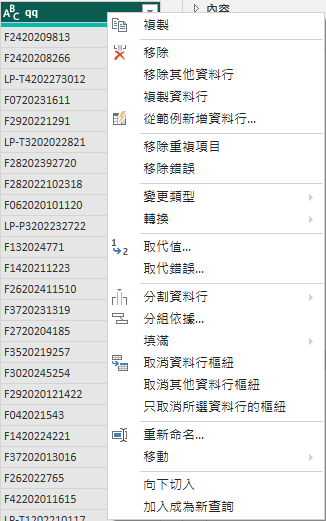 ABC qq
內容
F2420209813
F2420208266
LP-T4202273012
F0720231611
F2920221291
LP-T3202022821
F28202392720
F282022102318
F062020101120
LP-P3202232722
F132024771
F1420211223
F26202411510
F3720231319
F2720204185
F3520219257
F3020245254
F292020121422
F042021543
F1420224221
F37202013016
F262022765
F42202011615
LP-T1202210117
複製
移除
移除其他資料行
複製資料行
從範例新增資料行...
移除重複項目
移除錯誤
變更類型
轉換
1 2 取代值...
取代錯誤...
分割資料行
分組依據...
填滿
取消資料行樞紐
取消其他資料行樞紐
只取消所選資料行的樞紐
重新命名...
移動
向下切入
加入成為新查詢